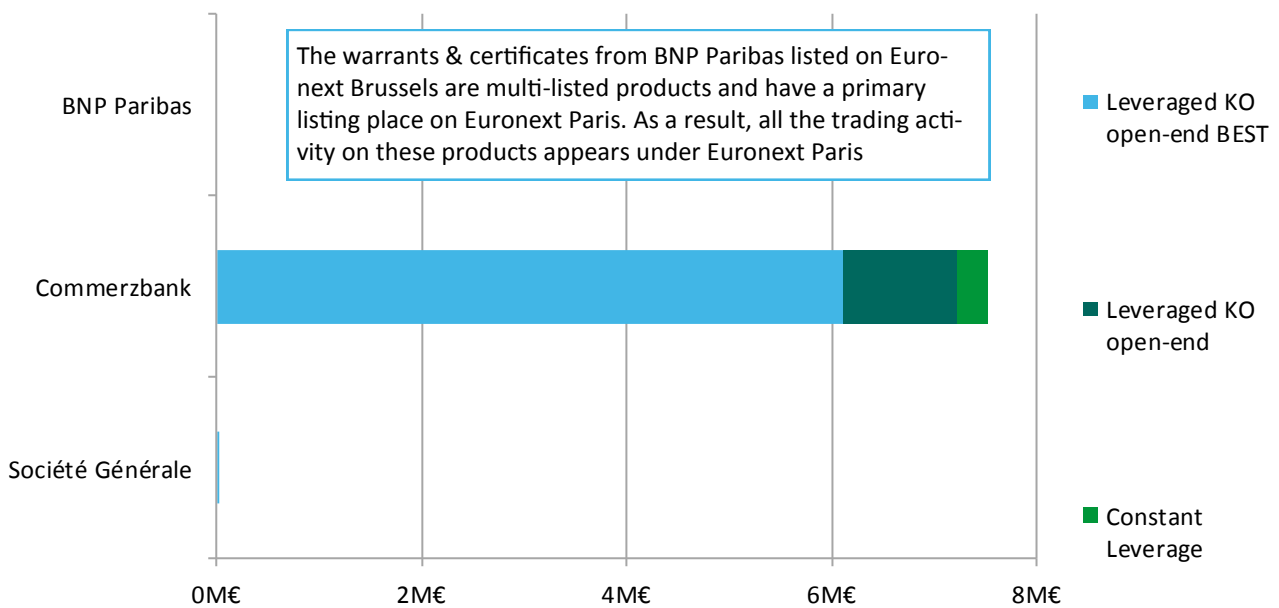 The warrants & certificates from BNP Paribas listed on Euro-
next Brussels are multi-listed products and have a primary
listing place on Euronext Paris. As a result, all the trading act-
ivity on these products appears under Euronext Paris
BNP Paribas
Commerzbank
Société Générale
0M€ 2M€ 4M€ 6M€ 8M€
Leveraged KO
open-end BEST
Leveraged KO
open-end
Constant
Leverage